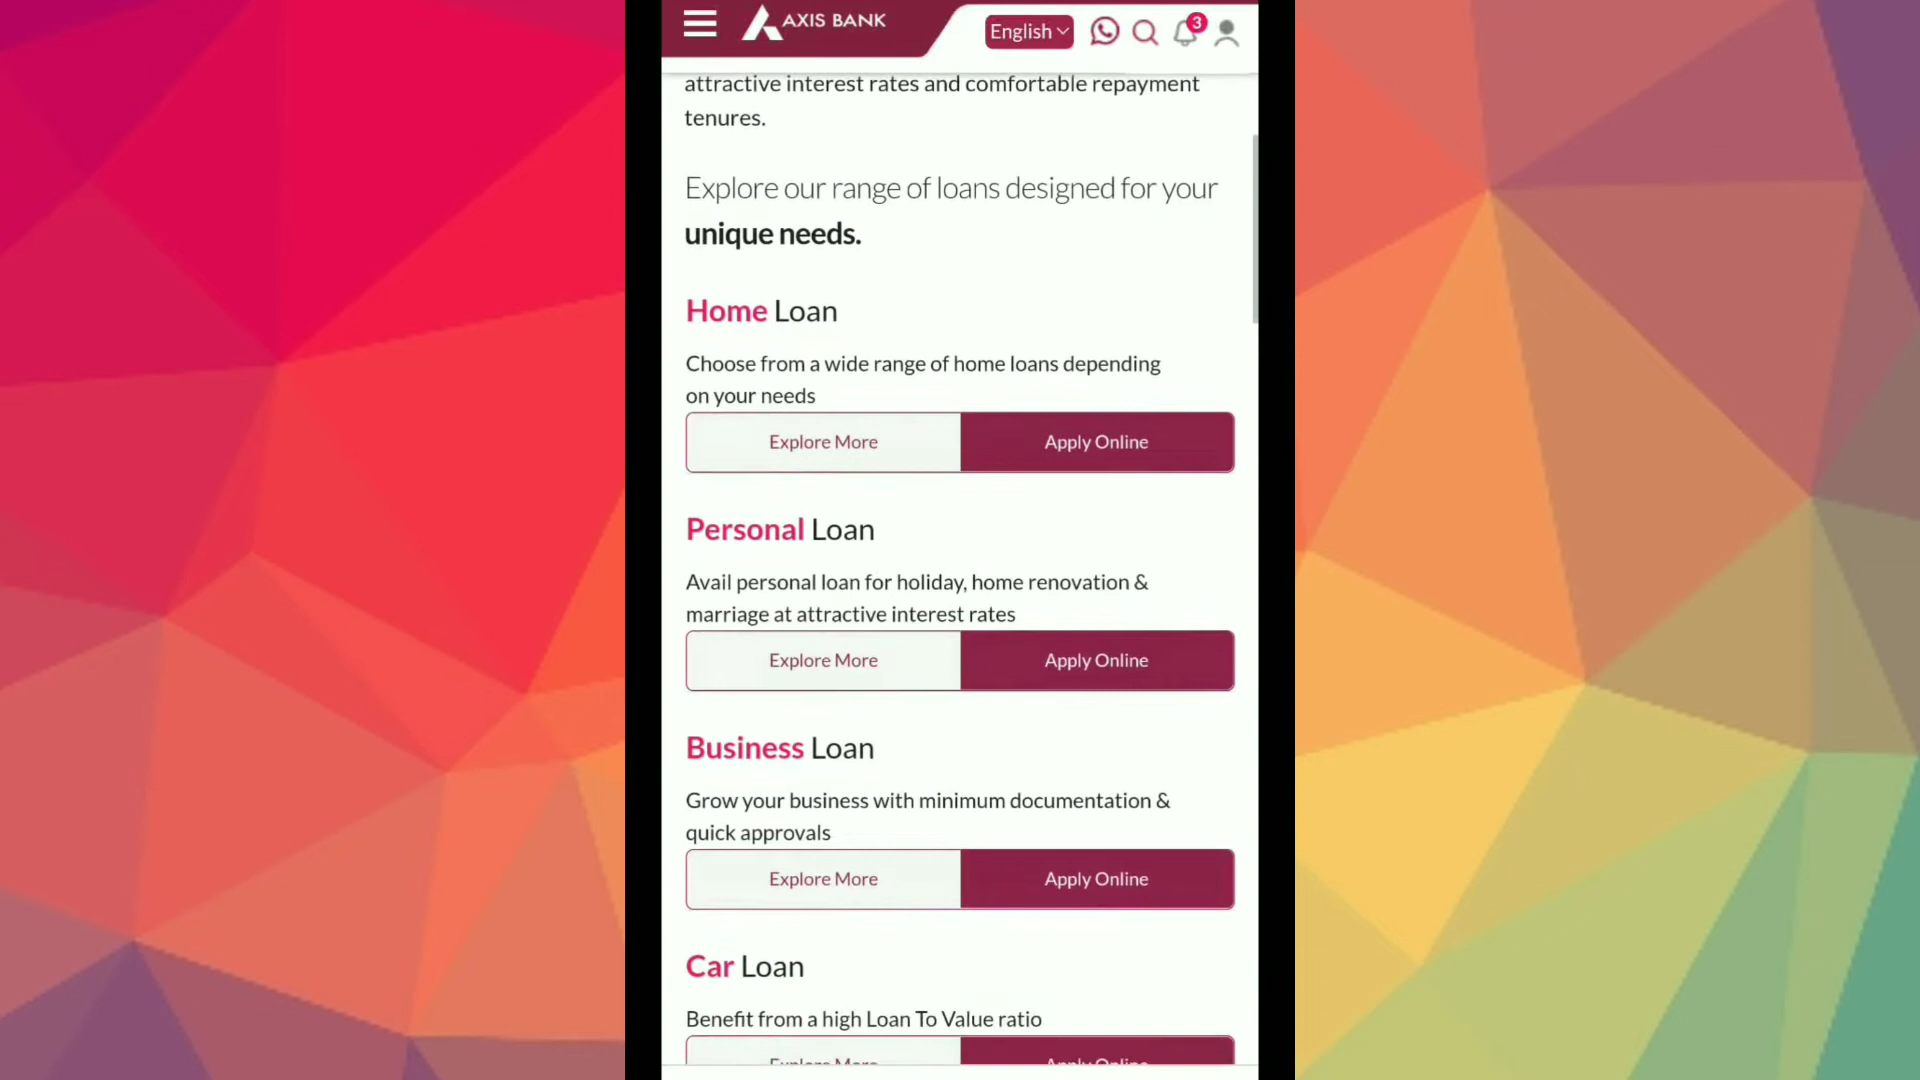 AXIS BANK
English
3
attractive interest rates and comfortable repayment
tenures.
Explore our range of loans designed for your
unique needs.
Home Loan
Choose from a wide range of home loans depending
on your needs
Explore More Apply Online
Personal Loan
Avail personal loan for holiday, home renovation &
marriage at attractive interest rates
Explore More Apply Online
Business Loan
Grow your business with minimum documentation &
quick approvals
Explore More Apply Online
Car Loan
Benefit from a high Loan To Value ratio
Explore More Apply Online